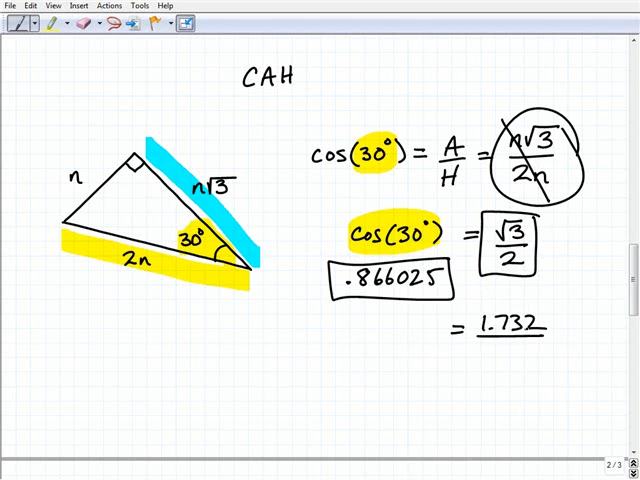 File Edit View Insert Actions Tools Help
CAH
n
n√3
30°
2n
cos(30°) = A/H = n√3/2n
cos(30°) = √3/2
.866025
= 1.732
2/3